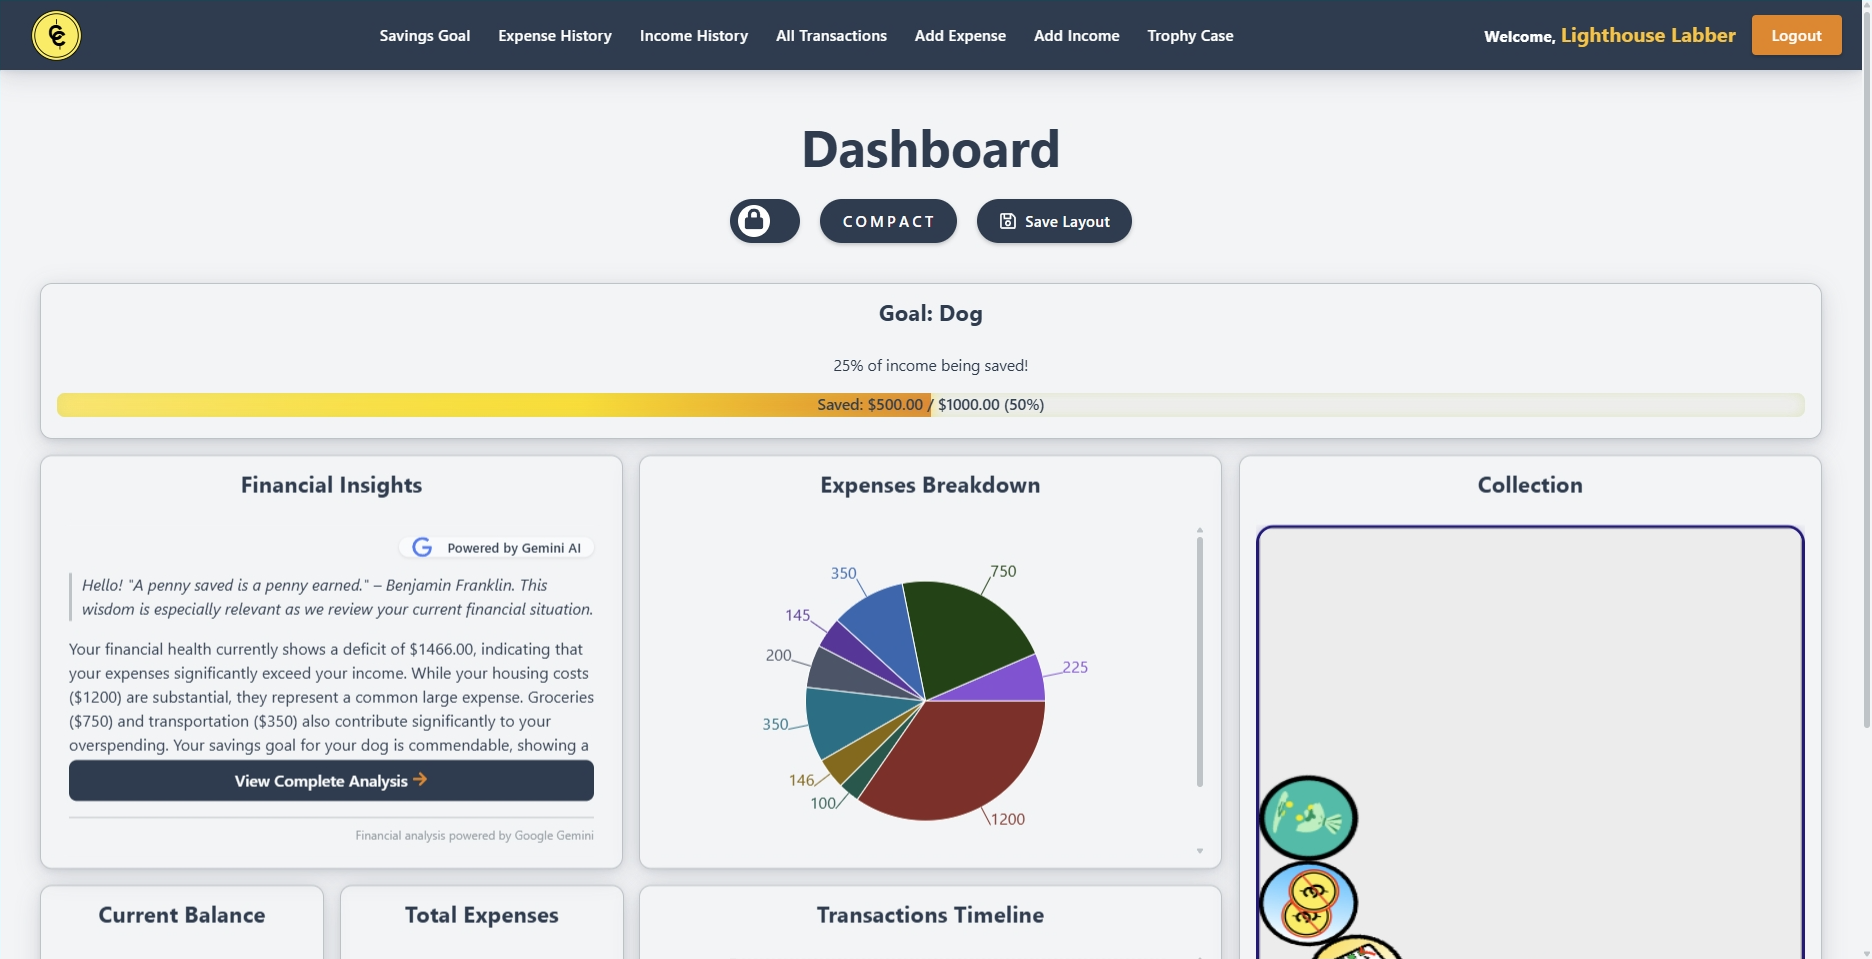 Savings Goal Expense History Income History All Transactions Add Expense Add Income Trophy Case
Welcome, Lighthouse Labber
Logout
Dashboard
COMPACT
Save Layout
Goal: Dog
25% of income being saved!
Saved: $500.00 / $1000.00 (50%)
Financial Insights
Powered by Gemini AI
Hello! "A penny saved is a penny earned." – Benjamin Franklin. This
wisdom is especially relevant as we review your current financial situation.
Your financial health currently shows a deficit of $1466.00, indicating that
your expenses significantly exceed your income. While your housing costs
($1200) are substantial, they represent a common large expense. Groceries
($750) and transportation ($350) also contribute significantly to your
overspending. Your savings goal for your dog is commendable, showing a
View Complete Analysis
Financial analysis powered by Google Gemini
Expenses Breakdown
350
750
145
200
225
350
146
100
1200
Collection
Current Balance
Total Expenses
Transactions Timeline